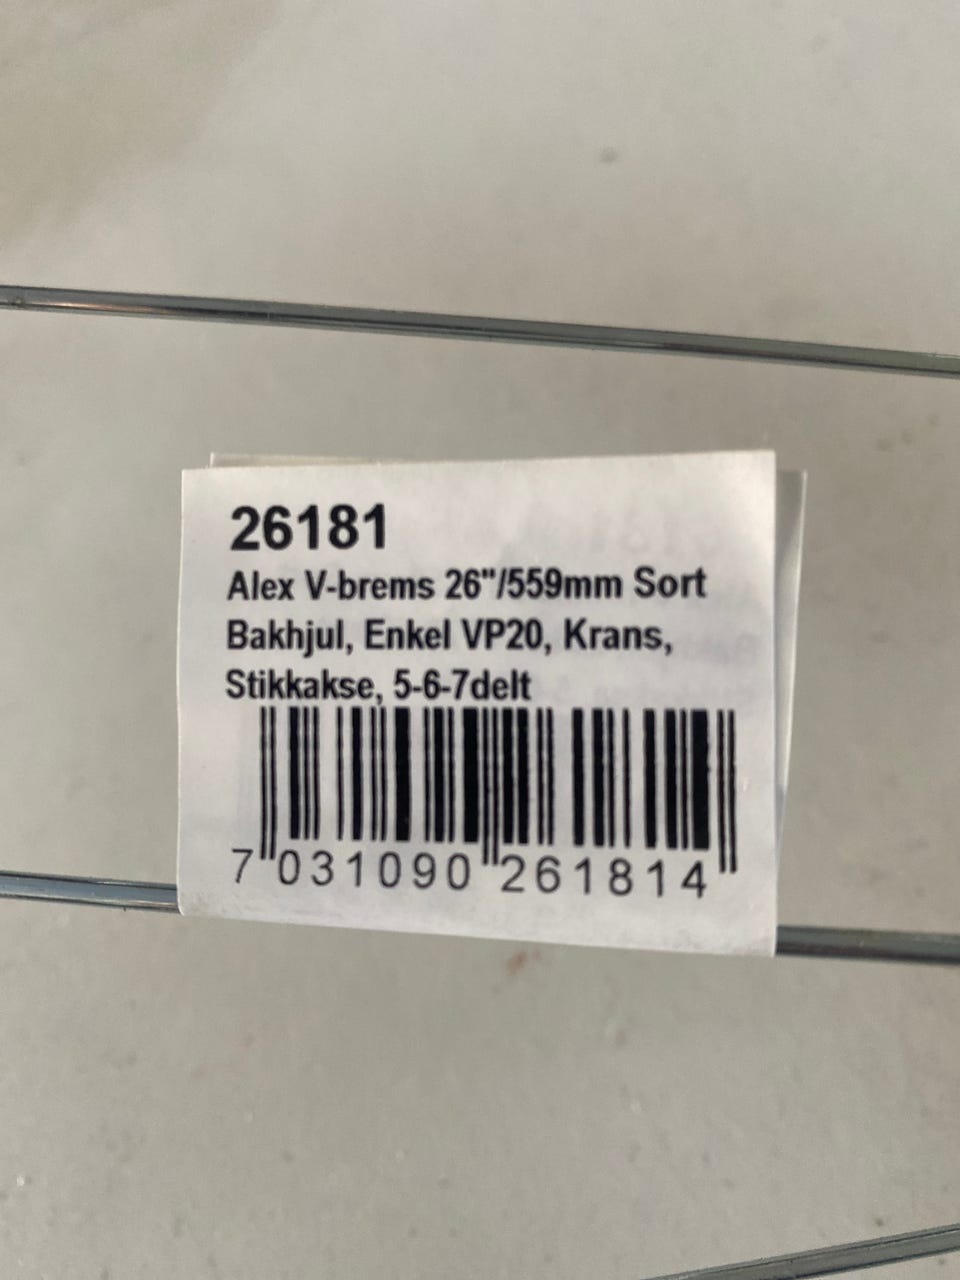 26181
Alex V-brems 26"/559mm Sort
Bakhjul, Enkel VP20, Krans,
Stikkakse, 5-6-7delt
7 031090 261814